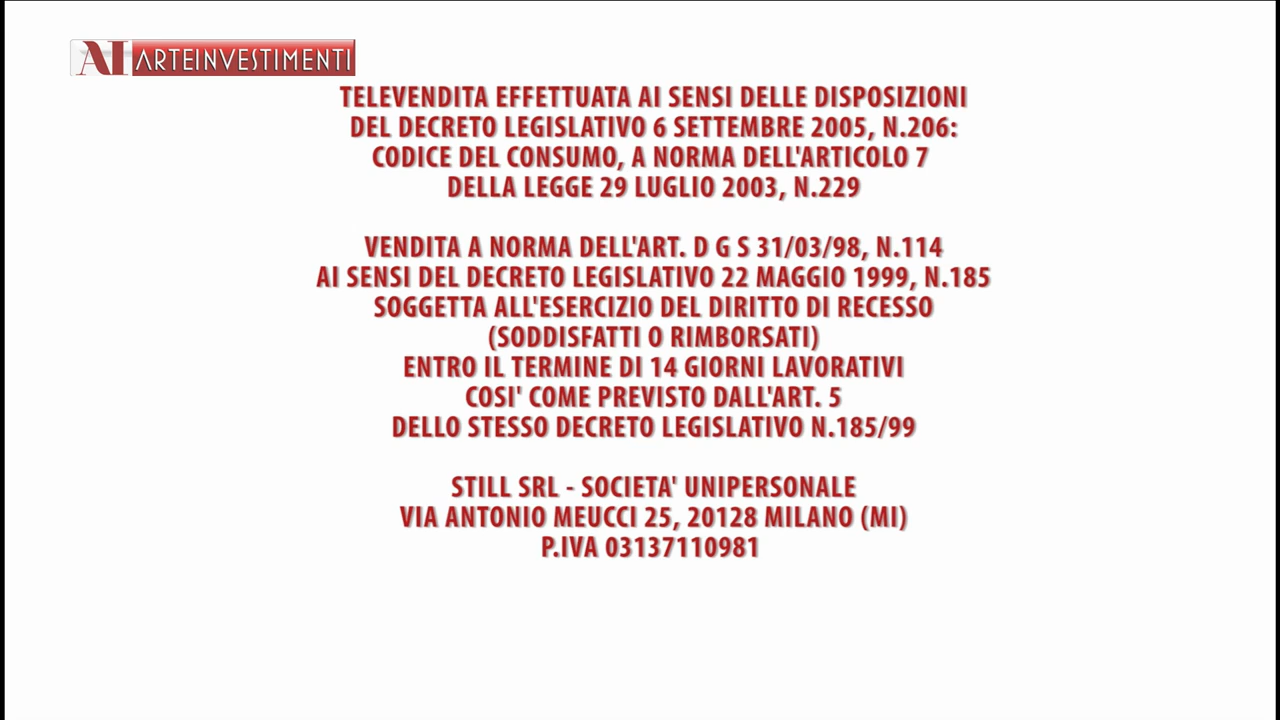 AI ARTEINVESTIMENTI
TELEVENDITA EFFETTUATA AI SENSI DELLE DISPOSIZIONI
DEL DECRETO LEGISLATIVO 6 SETTEMBRE 2005, N.206:
CODICE DEL CONSUMO, A NORMA DELL'ARTICOLO 7
DELLA LEGGE 29 LUGLIO 2003, N.229
VENDITA A NORMA DELL'ART. D G S 31/03/98, N.114
AI SENSI DEL DECRETO LEGISLATIVO 22 MAGGIO 1999, N.185
SOGGETTA ALL'ESERCIZIO DEL DIRITTO DI RECESSO
(SODDISFATTI O RIMBORSATI)
ENTRO IL TERMINE DI 14 GIORNI LAVORATIVI
COSI' COME PREVISTO DALL'ART. 5
DELLO STESSO DECRETO LEGISLATIVO N.185/99
STILL SRL - SOCIETA' UNIPERSONALE
VIA ANTONIO MEUCCI 25, 20128 MILANO (MI)
P.IVA 03137110981